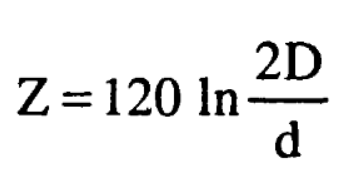 Z = 120 ln 2D/d